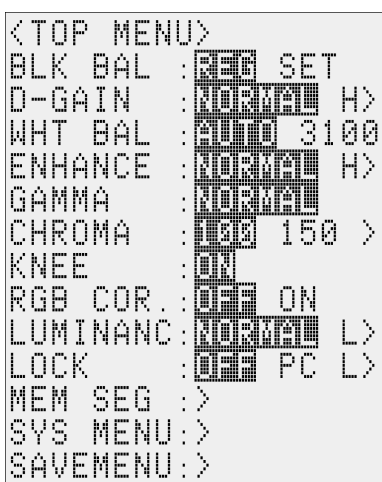 <TOP MENU>
BLK BAL :REG SET
D-GAIN :NORMAL H>
WHT BAL :AUTO 3100
ENHANCE :NORMAL H>
GAMMA :NORMAL
CHROMA :100 150 >
KNEE :ON
RGB COR.:OFF ON
LUMINANC:NORMAL L>
LOCK :OFF PC L>
MEM SEG :>
SYS MENU:>
SAVEMENU:>